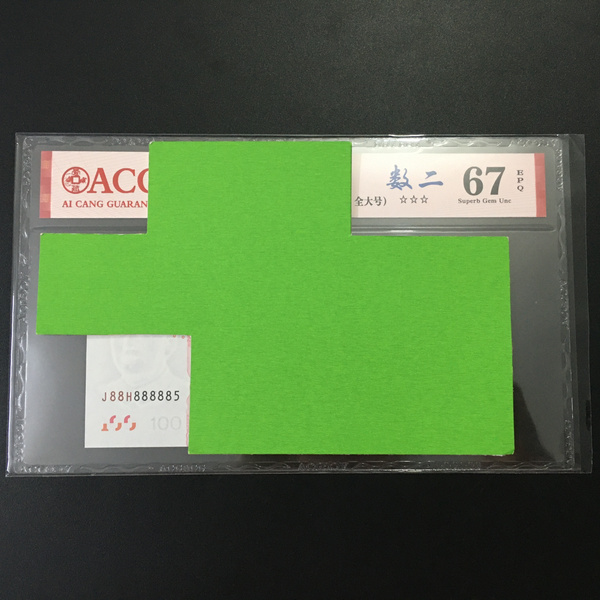 ACC
AI CANG GUARAN
数二
67
EPQ
全大号) ☆☆☆
Superb Gem Unc
J88H888885
100